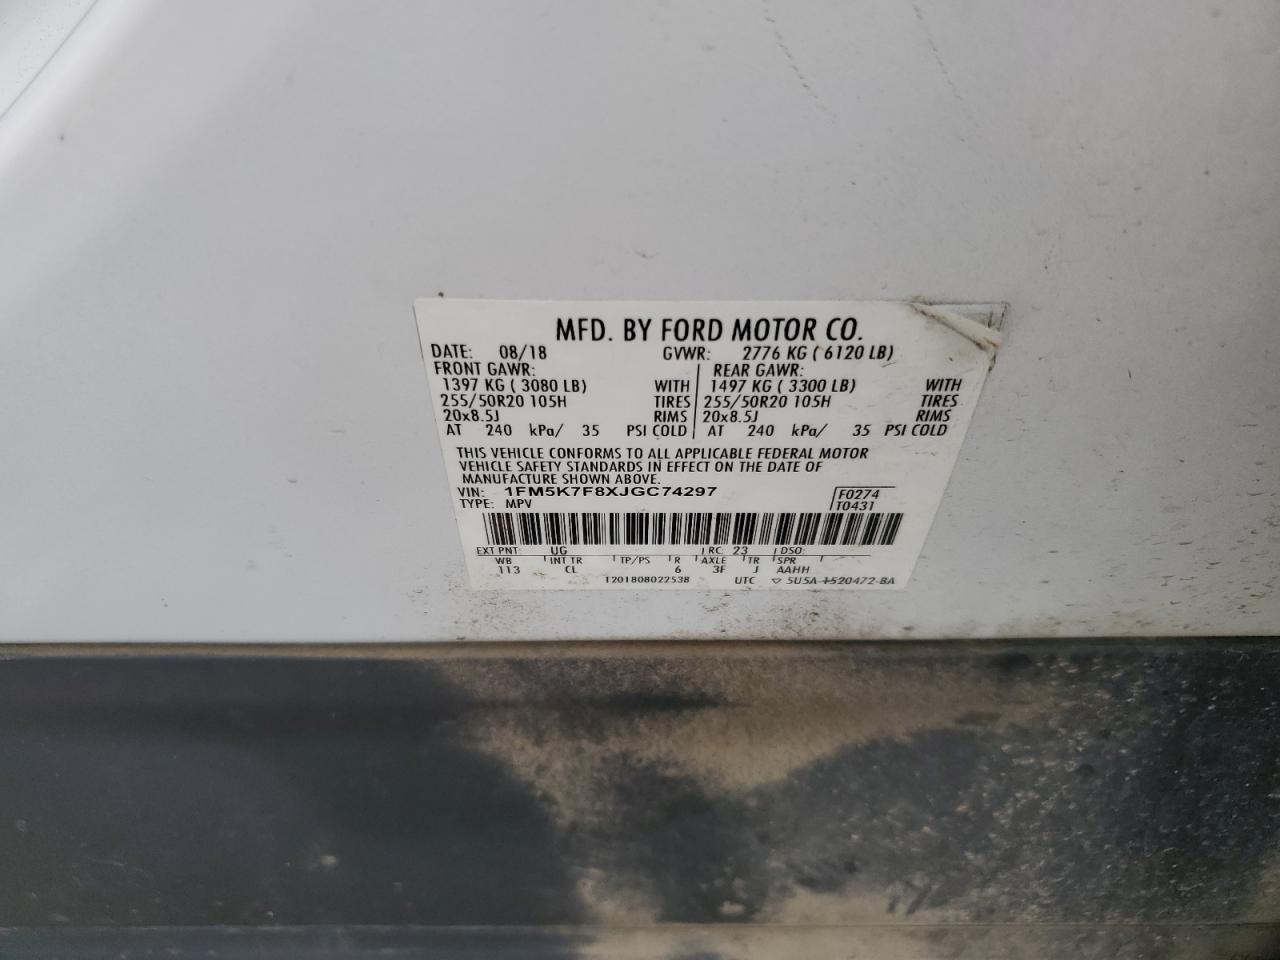 MFD. BY FORD MOTOR CO.
DATE: 08/18 GVWR: 2776 KG ( 6120 LB)
FRONT GAWR: REAR GAWR:
1397 KG ( 3080 LB) WITH 1497 KG ( 3300 LB) WITH
255/50R20 105H TIRES 255/50R20 105H TIRES
20x8.5J RIMS 20x8.5J RIMS
AT 240 kPa/ 35 PSI COLD AT 240 kPa/ 35 PSI COLD
THIS VEHICLE CONFORMS TO ALL APPLICABLE FEDERAL MOTOR
VEHICLE SAFETY STANDARDS IN EFFECT ON THE DATE OF
MANUFACTURE SHOWN ABOVE.
VIN: 1FM5K7F8XJGC74297 F0274
TYPE: MPV T0431
EXT PNT: UG RC: 23 DSO:
WB INT TR TP/PS R AXLE TR SPR
113 CL 6 3F J AAHH
1201808022538 UTC ▽ 5U5A-1520472-BA